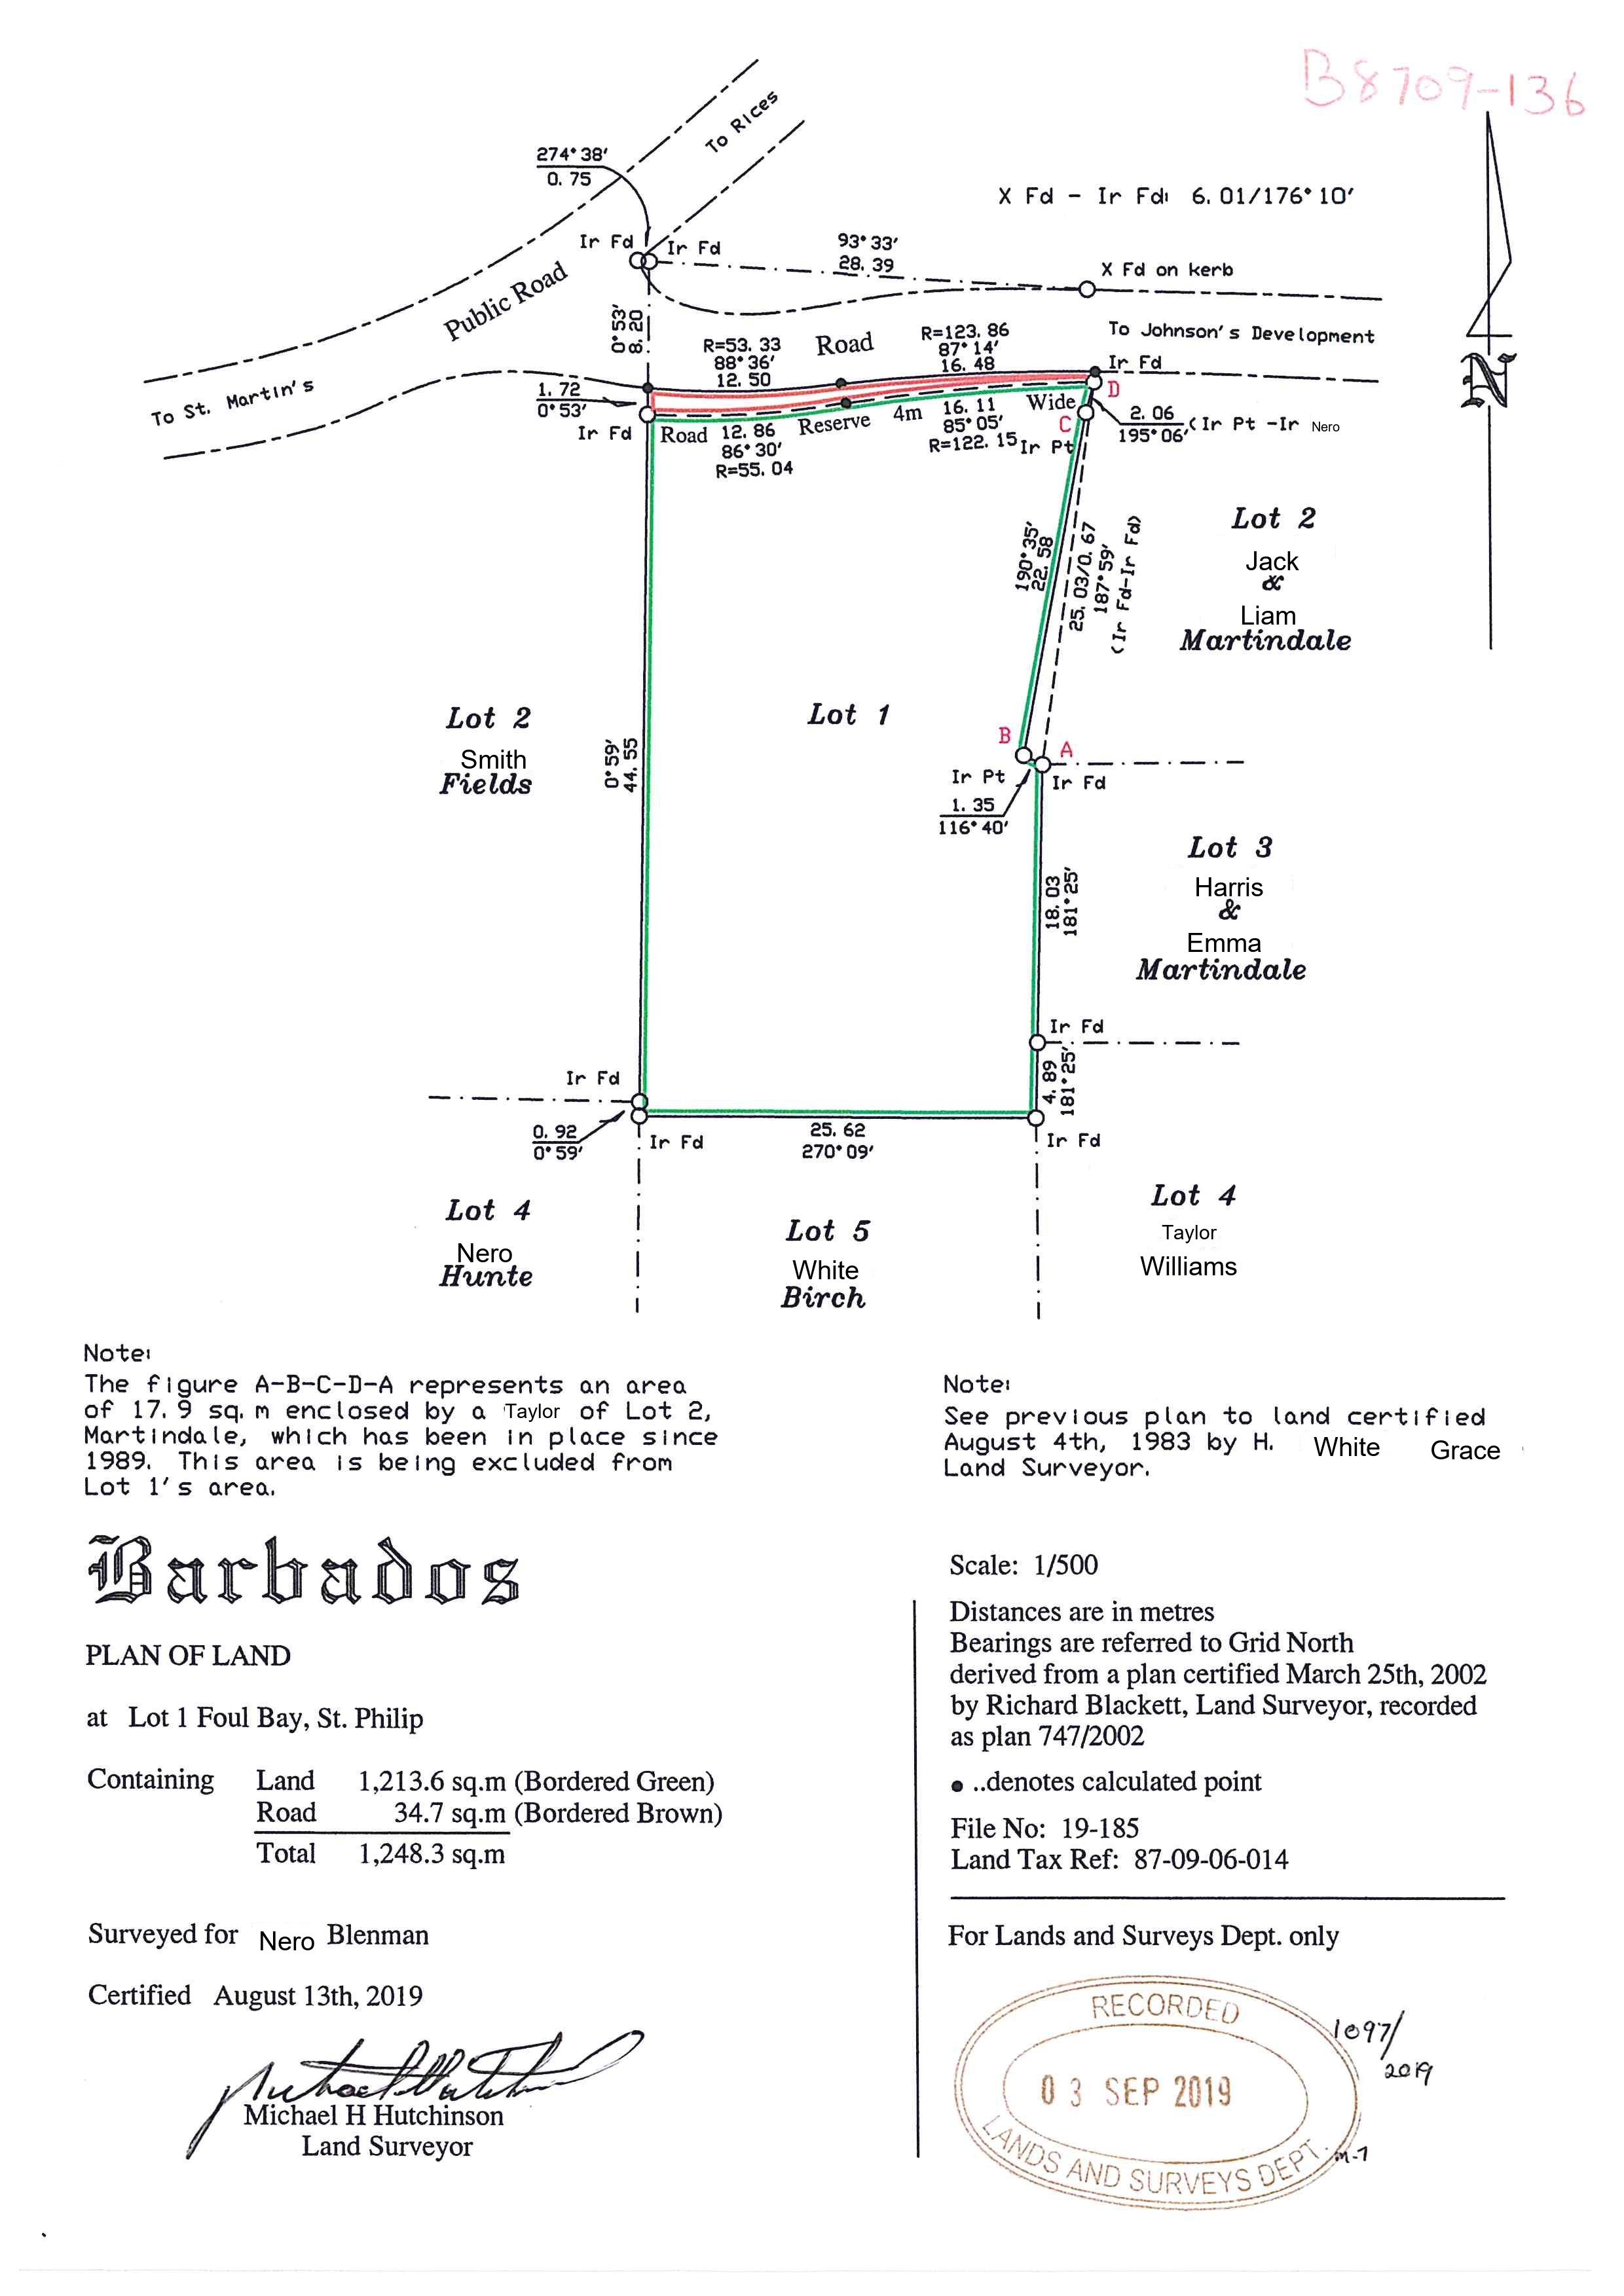 B8709-136
To Rices
274°38′
0.75
X Fd - Ir Fd: 6.01/176°10′
Ir Fd
Ir Fd
93°33′
28.39
X Fd on kerb
Public Road
0°53′
8.20
R=53.33
88°36′
12.50
Road
R=123.86
87°14′
16.48
To Johnson's Development
Ir Fd
To St. Martin's
1.72
0°53′
D
Ir Fd
Road
12.86
86°30′
R=55.04
Reserve
4m
16.11
85°05′
R=122.15
Wide
C
Ir Pt
2.06
195°06′
(Ir Pt -Ir Nero
190°35′
22.58
25.03/0.67
187°59′
(Ir Fd-Ir Fd)
Lot 2
Jack
&
Liam
Martindale
Lot 2
Smith
Fields
0°59′
44.55
Lot 1
B
A
Ir Pt
Ir Fd
1.35
116°40′
18.03
181°25′
Lot 3
Harris
&
Emma
Martindale
Ir Fd
4.89
181°25′
Ir Fd
0.92
0°59′
Ir Fd
25.62
270°09′
Ir Fd
Lot 4
Nero
Hunte
Lot 5
White
Birch
Lot 4
Taylor
Williams
Note:
The figure A-B-C-D-A represents an area
of 17.9 sq.m enclosed by a Taylor of Lot 2,
Martindale, which has been in place since
1989. This area is being excluded from
Lot 1's area.
Note:
See previous plan to land certified
August 4th, 1983 by H. White Grace
Land Surveyor.
Barbados
PLAN OF LAND
at Lot 1 Foul Bay, St. Philip
Containing Land 1,213.6 sq.m (Bordered Green)
Road 34.7 sq.m (Bordered Brown)
Total 1,248.3 sq.m
Surveyed for Nero Blenman
Certified August 13th, 2019
Michael H Hutchinson
Land Surveyor
Scale: 1/500
Distances are in metres
Bearings are referred to Grid North
derived from a plan certified March 25th, 2002
by Richard Blackett, Land Surveyor, recorded
as plan 747/2002
● ..denotes calculated point
File No: 19-185
Land Tax Ref: 87-09-06-014
For Lands and Surveys Dept. only
RECORDED
03 SEP 2019
LANDS AND SURVEYS DEPT.
1097/
2019
M-7
N